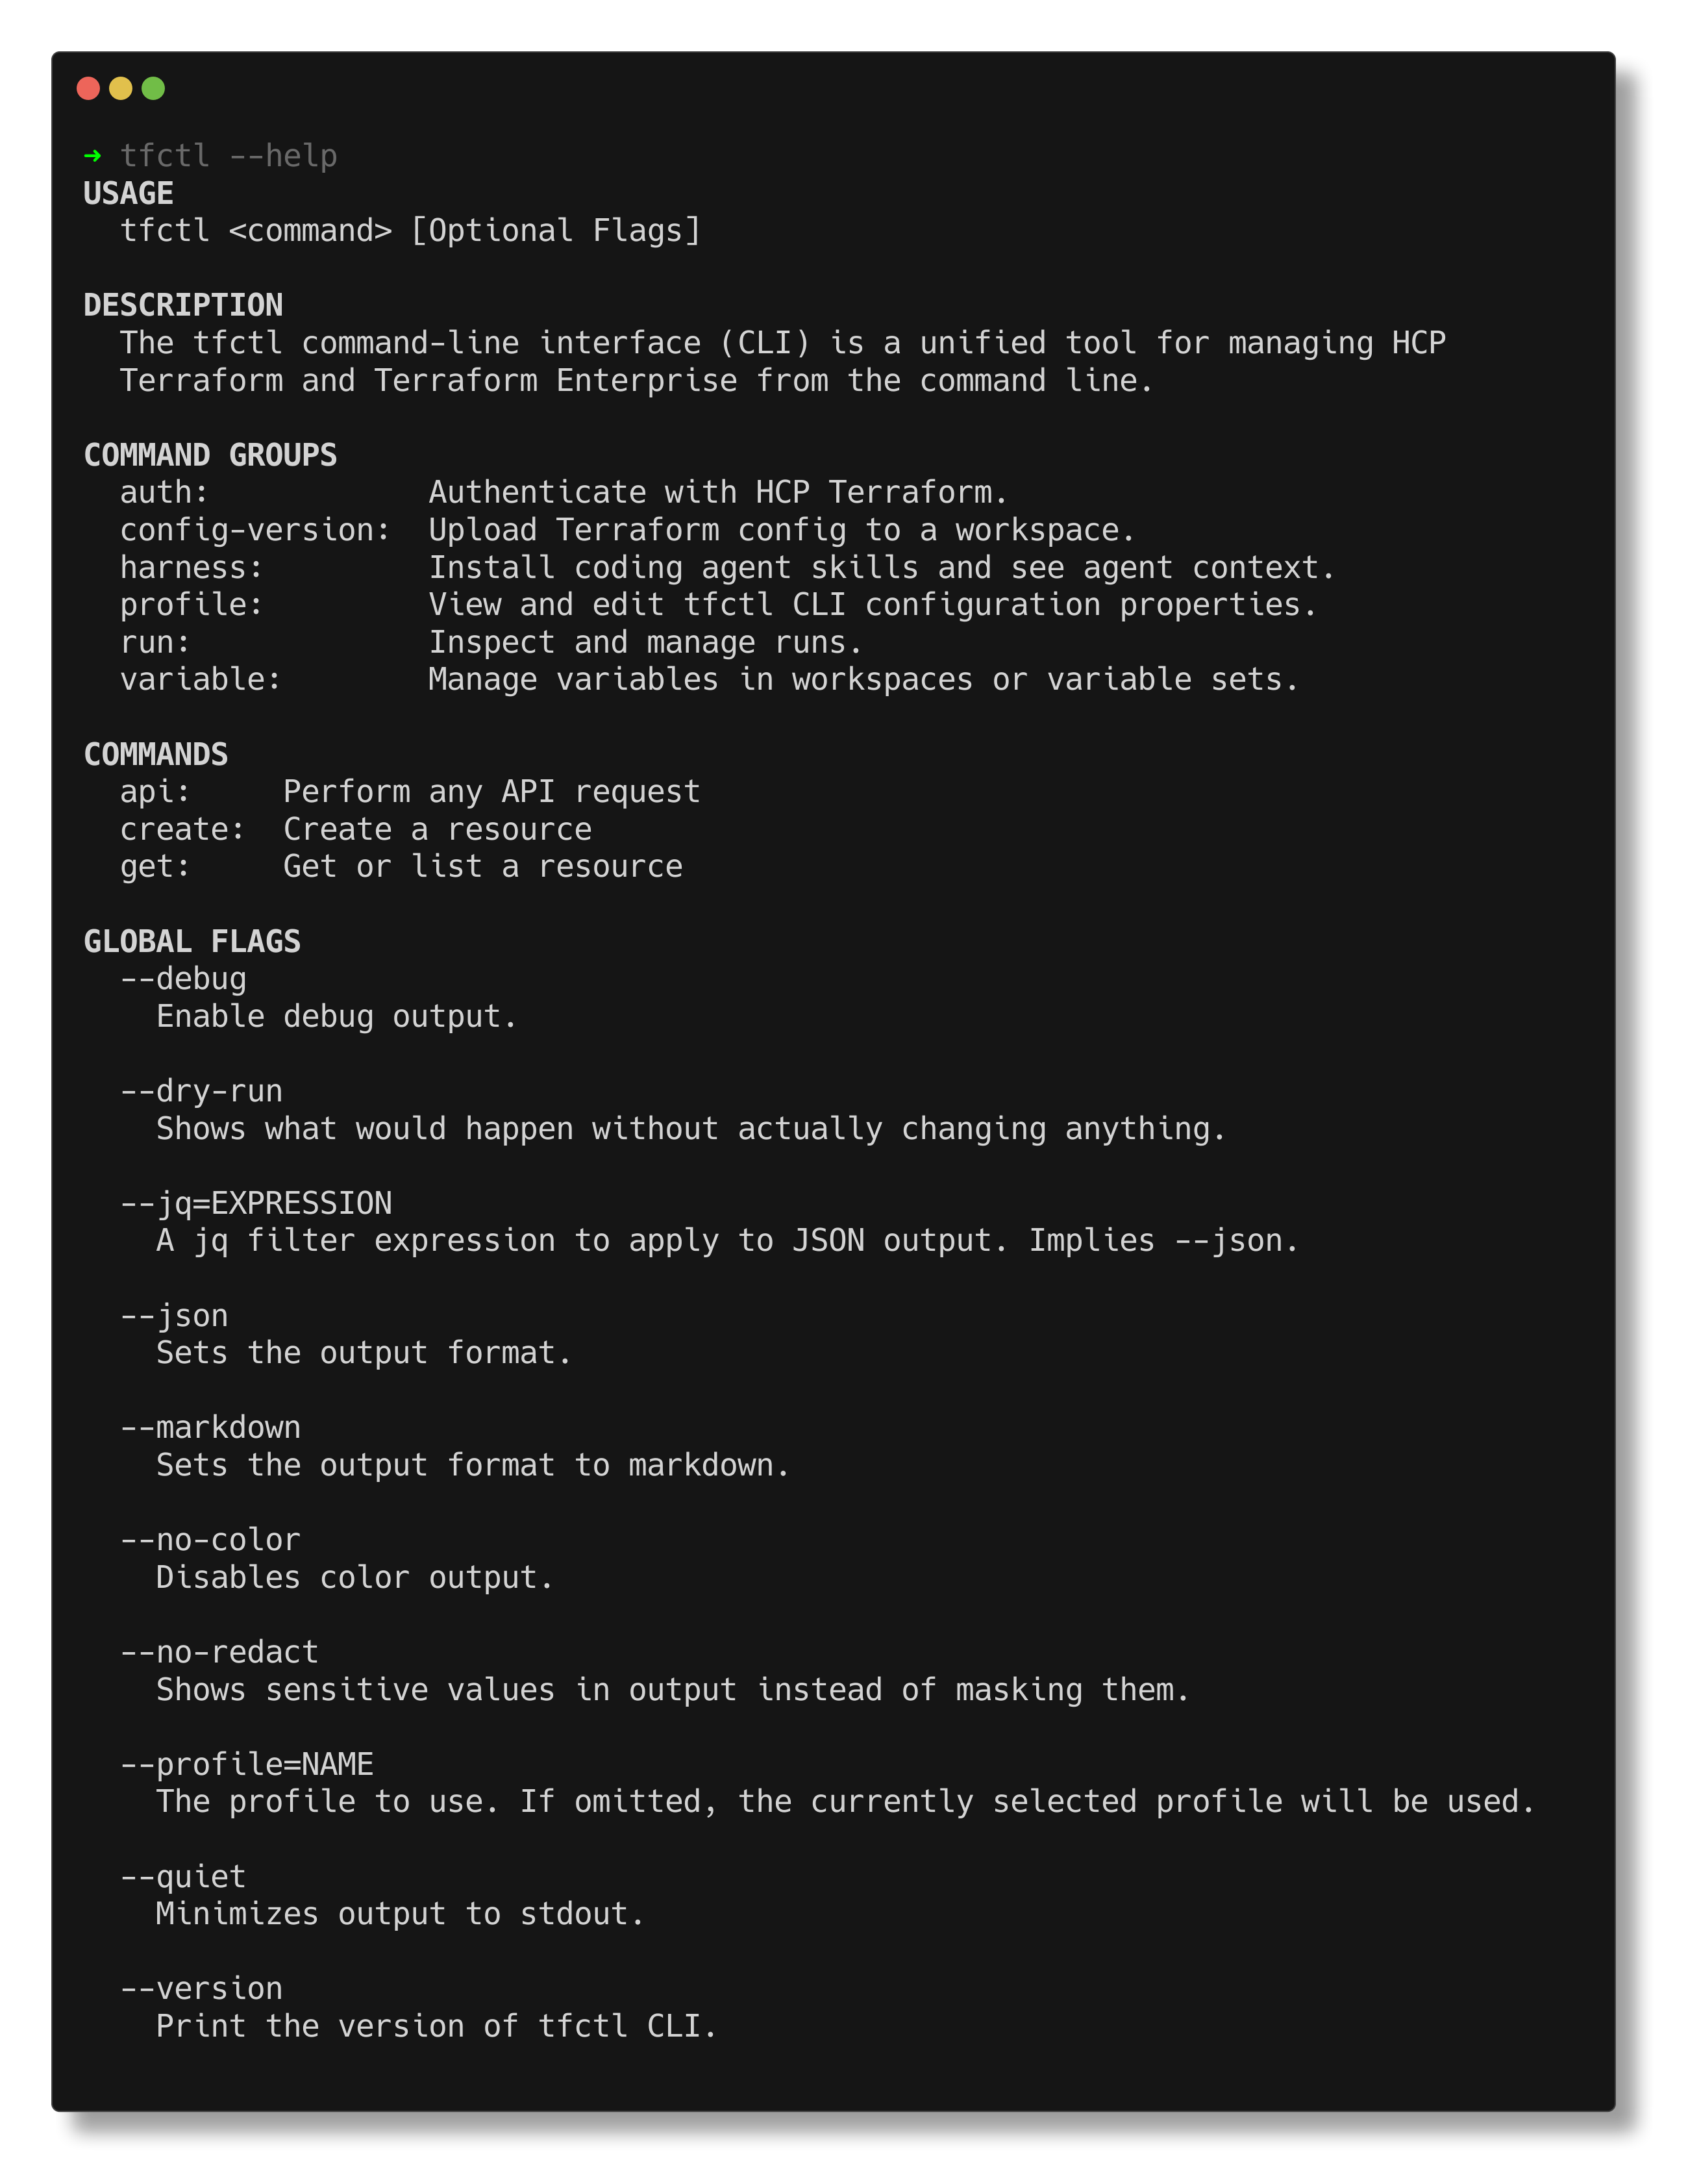 ➜ tfctl --help
USAGE
  tfctl <command> [Optional Flags]

DESCRIPTION
  The tfctl command-line interface (CLI) is a unified tool for managing HCP
  Terraform and Terraform Enterprise from the command line.

COMMAND GROUPS
  auth:            Authenticate with HCP Terraform.
  config-version:  Upload Terraform config to a workspace.
  harness:         Install coding agent skills and see agent context.
  profile:         View and edit tfctl CLI configuration properties.
  run:             Inspect and manage runs.
  variable:        Manage variables in workspaces or variable sets.

COMMANDS
  api:     Perform any API request
  create:  Create a resource
  get:     Get or list a resource

GLOBAL FLAGS
  --debug
    Enable debug output.

  --dry-run
    Shows what would happen without actually changing anything.

  --jq=EXPRESSION
    A jq filter expression to apply to JSON output. Implies --json.

  --json
    Sets the output format.

  --markdown
    Sets the output format to markdown.

  --no-color
    Disables color output.

  --no-redact
    Shows sensitive values in output instead of masking them.

  --profile=NAME
    The profile to use. If omitted, the currently selected profile will be used.

  --quiet
    Minimizes output to stdout.

  --version
    Print the version of tfctl CLI.